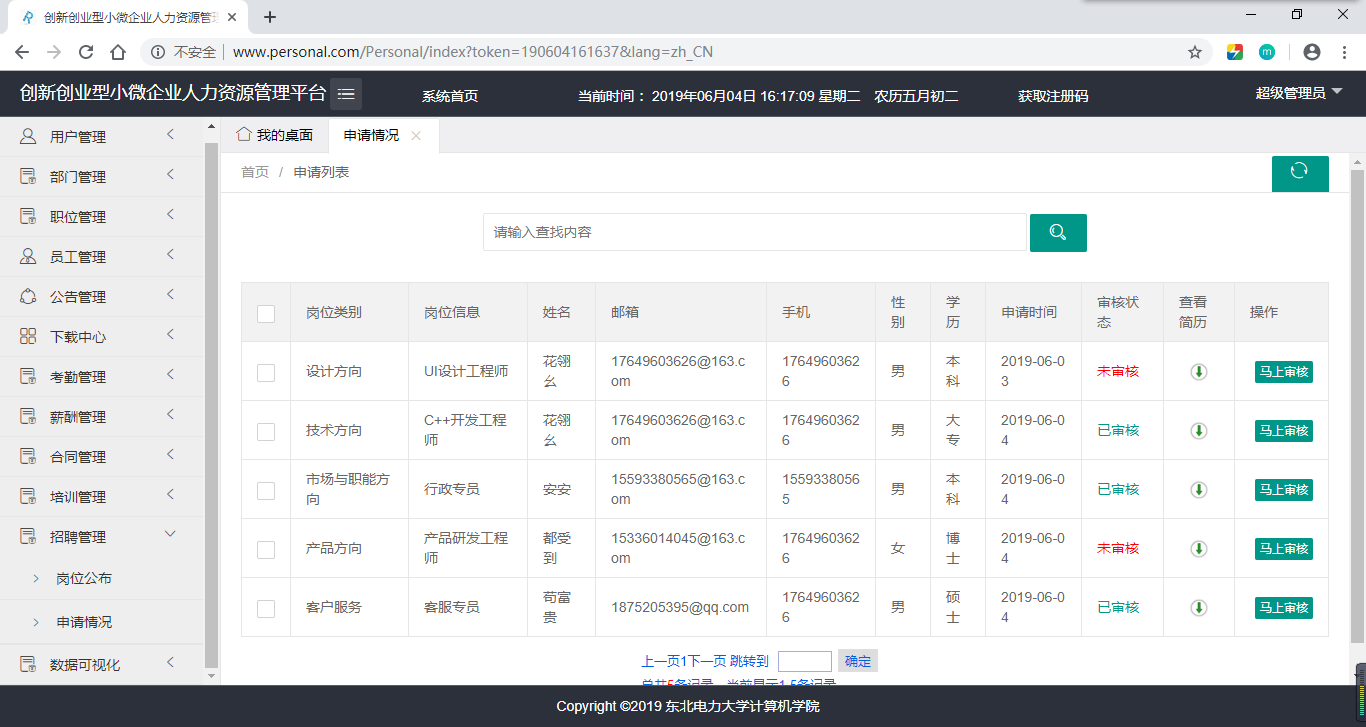 创新创业型小微企业人力资源管理
不安全 www.personal.com/Personal/index?token=190604161637&lang=zh_CN
创新创业型小微企业人力资源管理平台 系统首页 当前时间： 2019年06月04日 16:17:09 星期二 农历五月初二 获取注册码 超级管理员
用户管理
部门管理
职位管理
员工管理
公告管理
下载中心
考勤管理
薪酬管理
合同管理
培训管理
招聘管理
岗位公布
申请情况
数据可视化
我的桌面 申请情况
首页 / 申请列表
请输入查找内容
岗位类别 岗位信息 姓名 邮箱 手机 性别 学历 申请时间 审核状态 查看简历 操作
设计方向 UI设计工程师 花翎幺 17649603626@163.com 17649603626 男 本科 2019-06-03 未审核 马上审核
技术方向 C++开发工程师 花翎幺 17649603626@163.com 17649603626 男 大专 2019-06-04 已审核 马上审核
市场与职能方向 行政专员 安安 15593380565@163.com 15593380565 男 本科 2019-06-04 已审核 马上审核
产品方向 产品研发工程师 都受到 15336014045@163.com 17649603626 女 博士 2019-06-04 未审核 马上审核
客户服务 客服专员 苟富贵 1875205395@qq.com 17649603626 男 硕士 2019-06-04 已审核 马上审核
上一页1下一页 跳转到 确定
总共5条记录，当前显示1-5条记录
Copyright ©2019 东北电力大学计算机学院